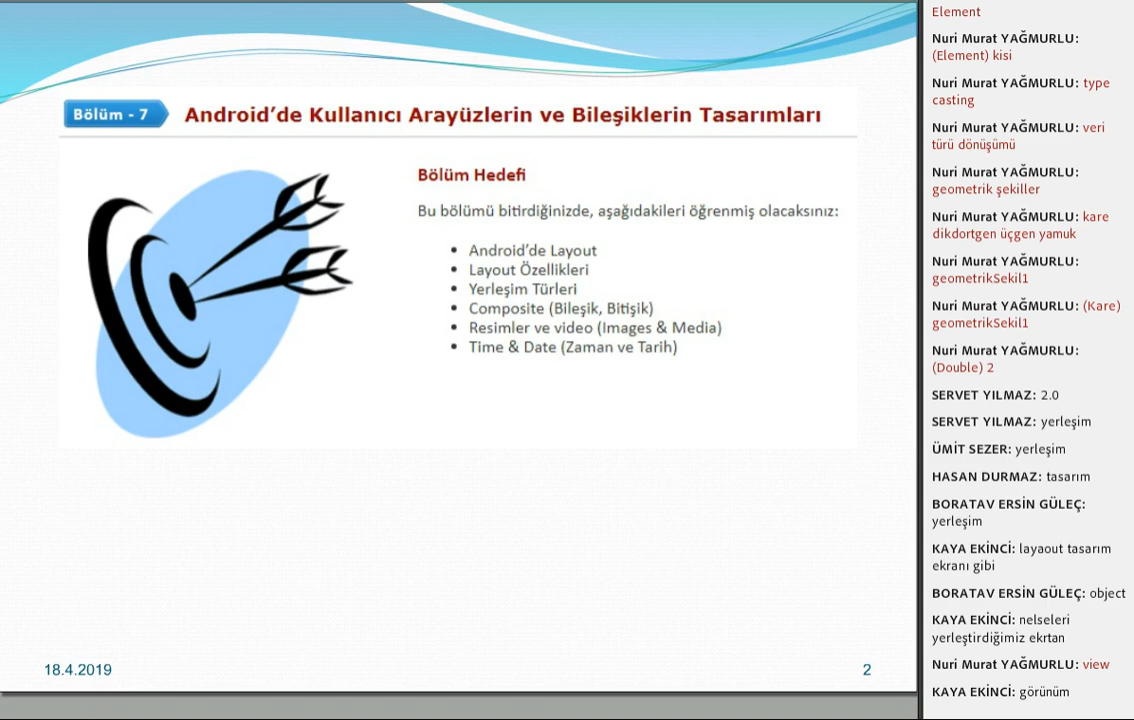 Bölüm - 7
Android'de Kullanıcı Arayüzlerin ve Bileşiklerin Tasarımları
Bölüm Hedefi
Bu bölümü bitirdiğinizde, aşağıdakileri öğrenmiş olacaksınız:
• Android'de Layout
• Layout Özellikleri
• Yerleşim Türleri
• Composite (Bileşik, Bitişik)
• Resimler ve video (Images & Media)
• Time & Date (Zaman ve Tarih)
18.4.2019
2
Element
Nuri Murat YAĞMURLU:
(Element) kisi
Nuri Murat YAĞMURLU: type
casting
Nuri Murat YAĞMURLU: veri
türü dönüşümü
Nuri Murat YAĞMURLU:
geometrik şekiller
Nuri Murat YAĞMURLU: kare
dikdortgen üçgen yamuk
Nuri Murat YAĞMURLU:
geometrikSekil1
Nuri Murat YAĞMURLU: (Kare)
geometrikSekil1
Nuri Murat YAĞMURLU:
(Double) 2
SERVET YILMAZ: 2.0
SERVET YILMAZ: yerleşim
ÜMİT SEZER: yerleşim
HASAN DURMAZ: tasarım
BORATAV ERSİN GÜLEÇ:
yerleşim
KAYA EKİNCİ: layaout tasarım
ekranı gibi
BORATAV ERSİN GÜLEÇ: object
KAYA EKİNCİ: nelseleri
yerleştirdiğimiz ekrtan
Nuri Murat YAĞMURLU: view
KAYA EKİNCİ: görünüm